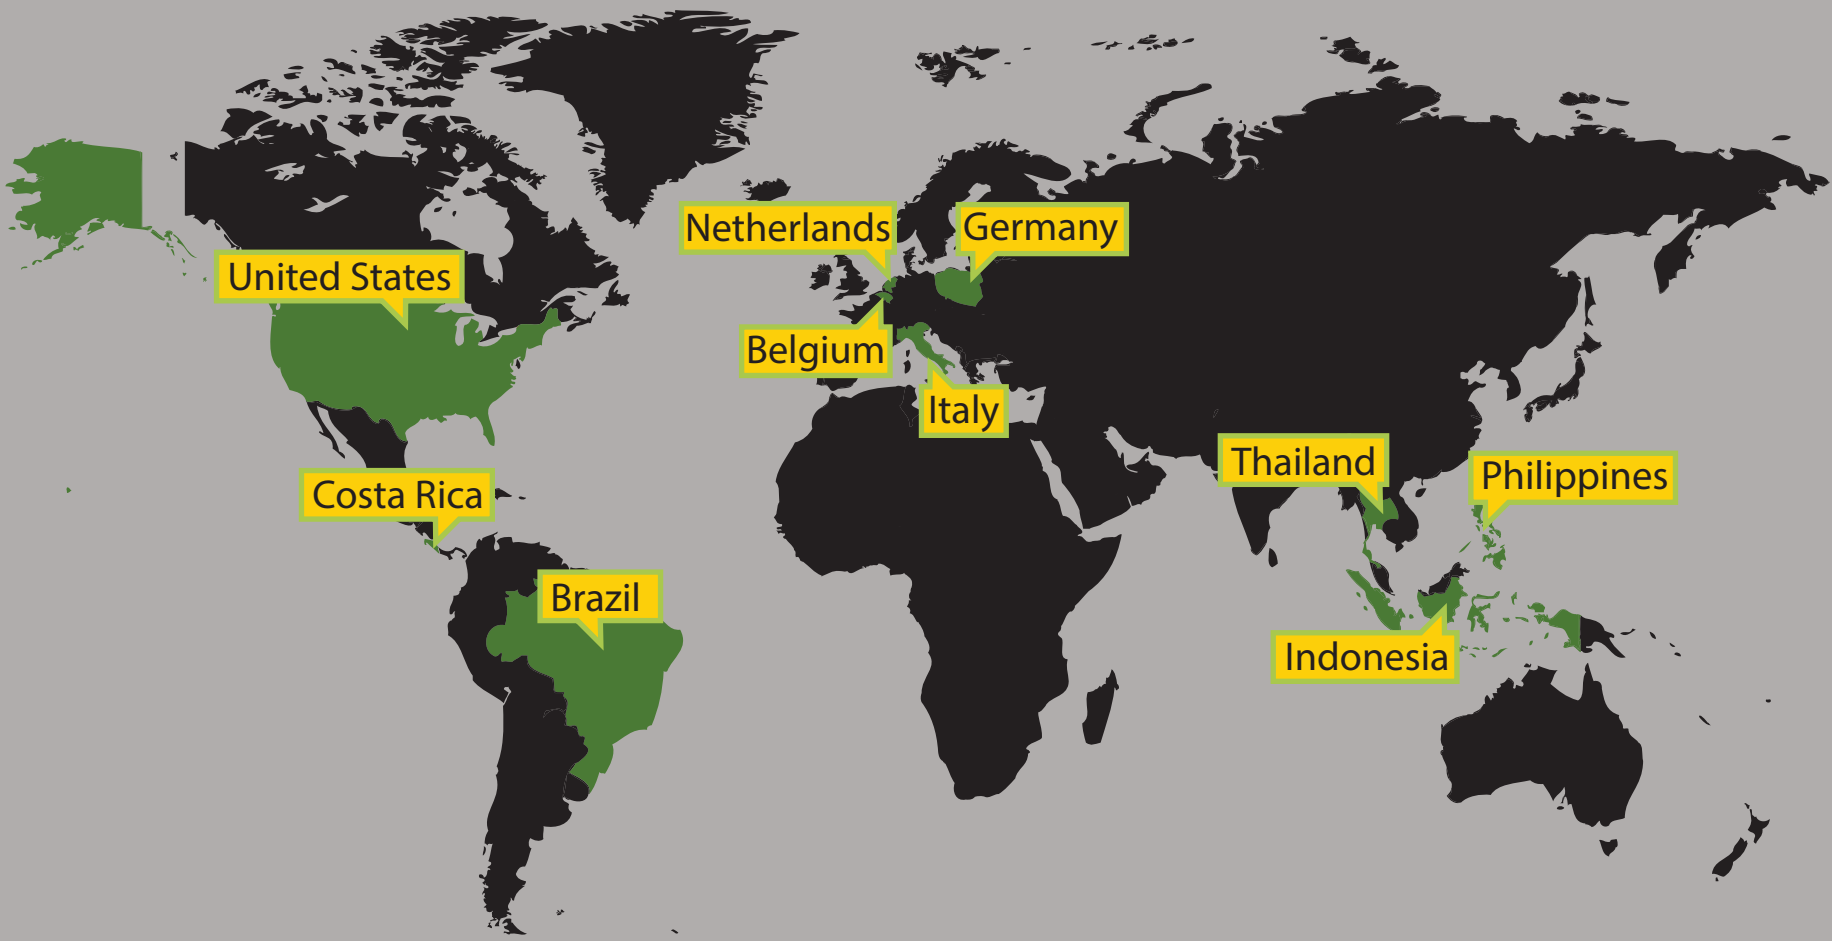 Netherlands
Germany
United States
Belgium
Italy
Thailand
Philippines
Costa Rica
Brazil
Indonesia